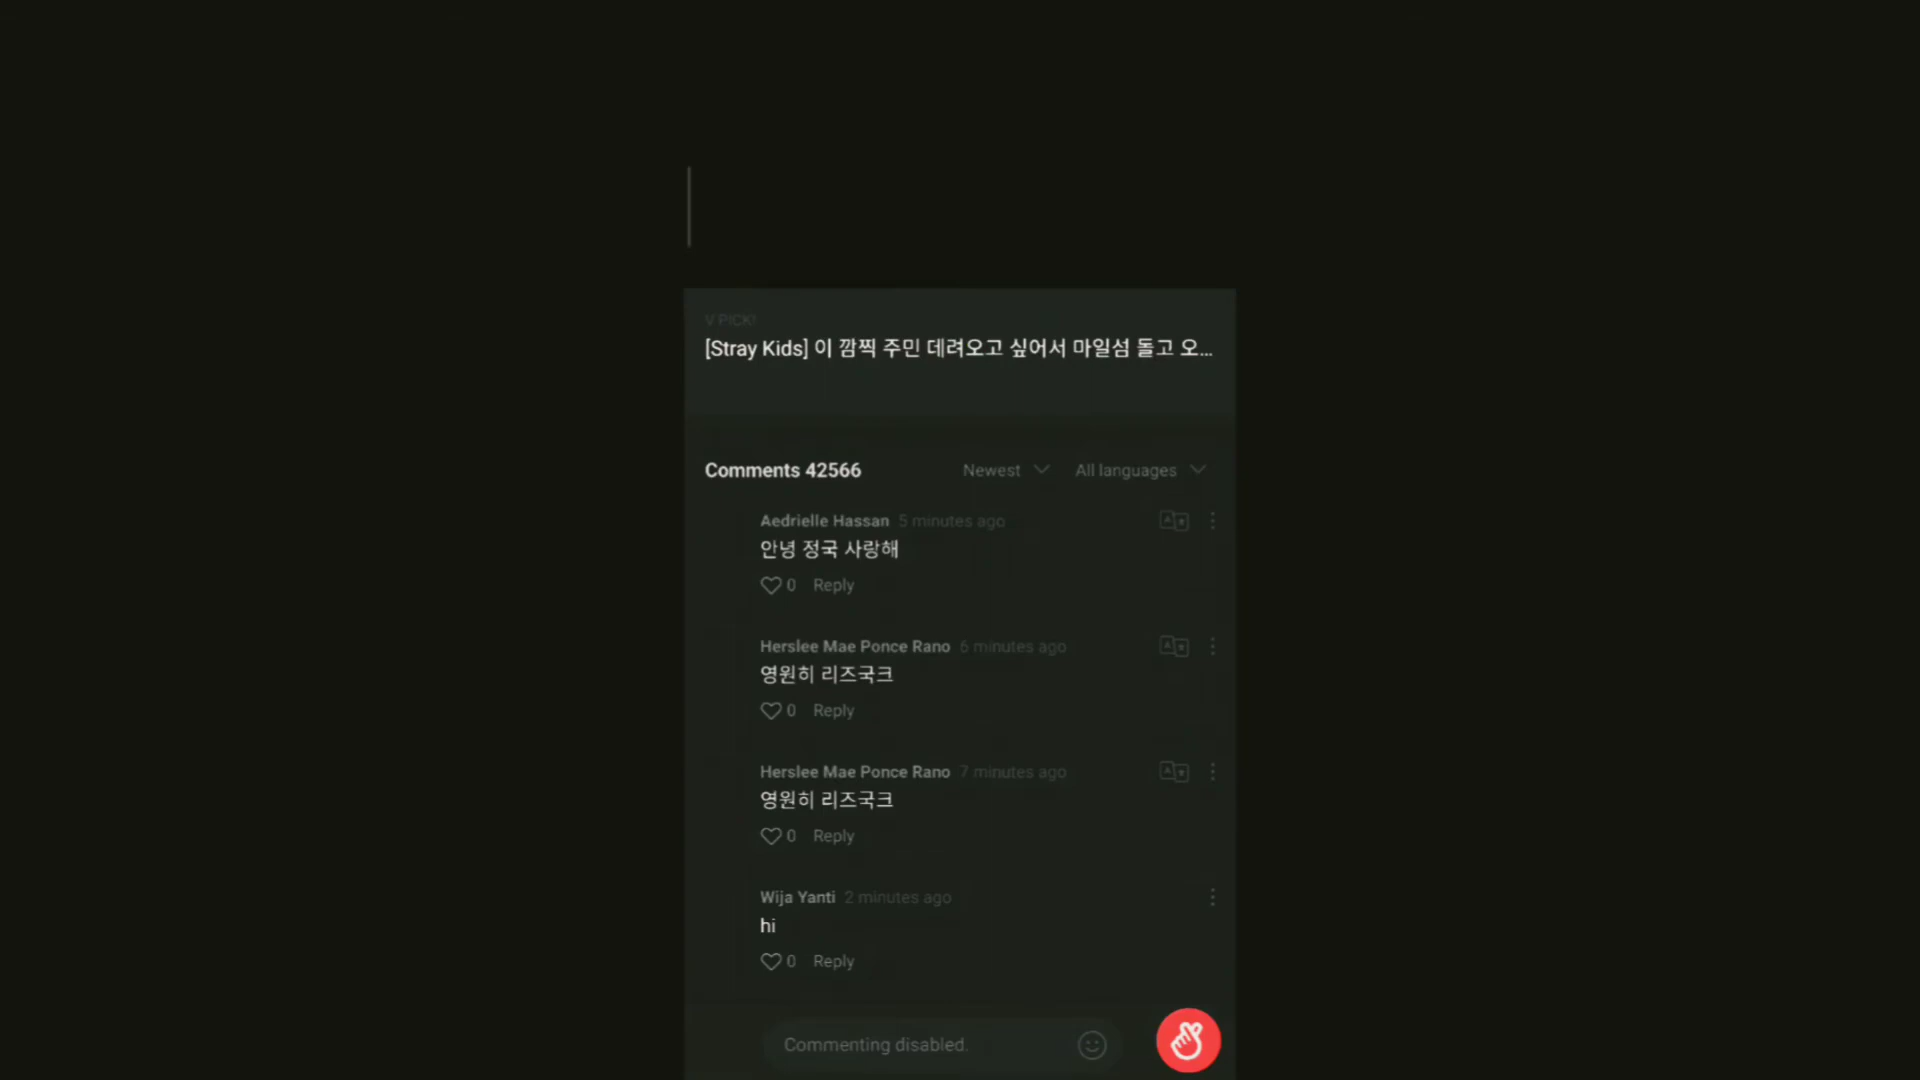 V PICK!
[Stray Kids] 이 깜찍 주민 데려오고 싶어서 마일섬 돌고 오...
Comments 42566
Newest
All languages
Aedrielle Hassan 5 minutes ago
안녕 정국 사랑해
0 Reply
Herslee Mae Ponce Rano 6 minutes ago
영원히 리즈국크
0 Reply
Herslee Mae Ponce Rano 7 minutes ago
영원히 리즈국크
0 Reply
Wija Yanti 2 minutes ago
hi
0 Reply
Commenting disabled.